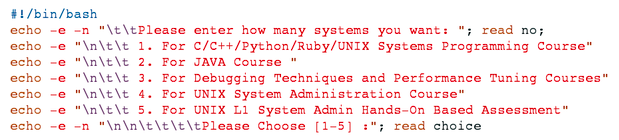 #!/bin/bash
echo -e -n "\t\tPlease enter how many systems you want: "; read no;
echo -e "\n\t\t 1. For C/C++/Python/Ruby/UNIX Systems Programming Course"
echo -e "\n\t\t 2. For JAVA Course "
echo -e "\n\t\t 3. For Debugging Techniques and Performance Tuning Courses"
echo -e "\n\t\t 4. For UNIX System Administration Course"
echo -e "\n\t\t 5. For UNIX L1 System Admin Hands-On Based Assessment"
echo -e -n "\n\n\t\t\t\tPlease Choose [1-5] :"; read choice